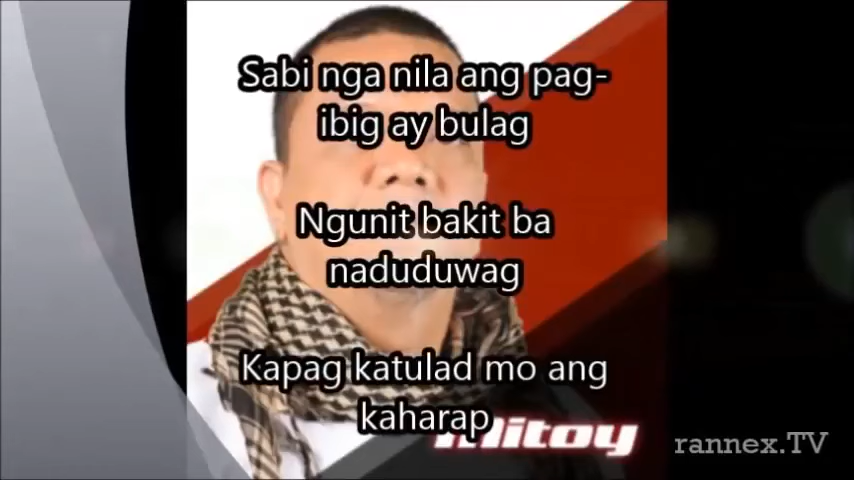 Sabi nga nila ang pag-
ibig ay bulag
Ngunit bakit ba
naduduwag
Kapag katulad mo ang
kaharap
Mitoy
rannex.TV